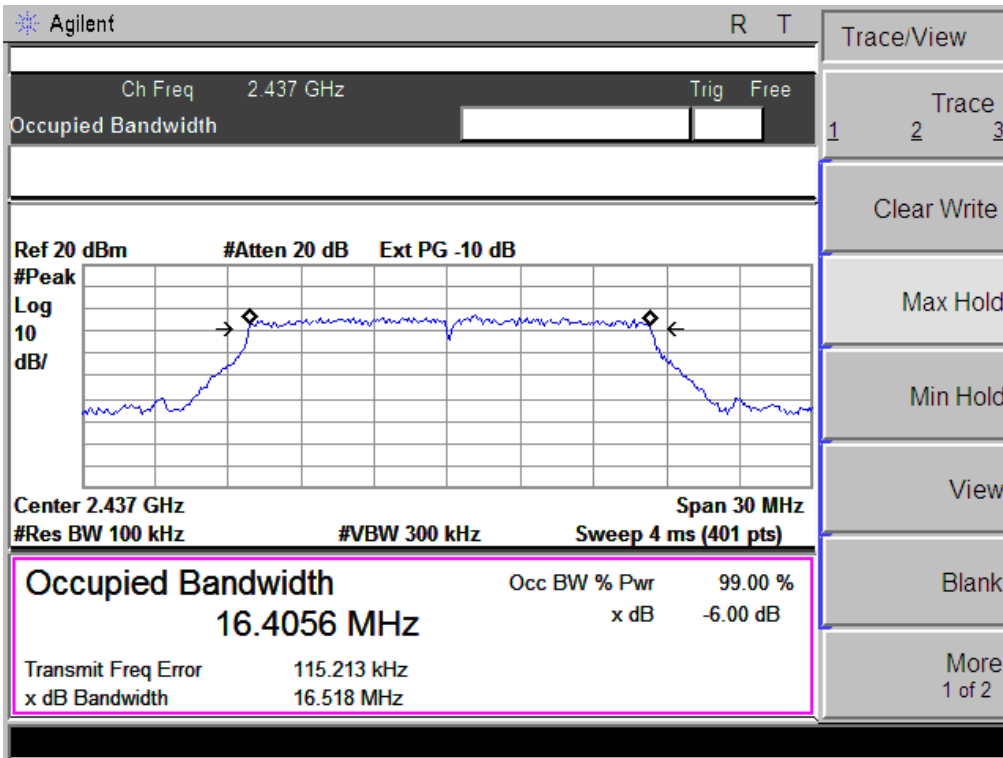 Agilent R T
Ch Freq 2.437 GHz Trig Free
Occupied Bandwidth
Ref 20 dBm #Atten 20 dB Ext PG -10 dB
#Peak
Log
10
dB/
Center 2.437 GHz Span 30 MHz
#Res BW 100 kHz #VBW 300 kHz Sweep 4 ms (401 pts)
Occupied Bandwidth Occ BW % Pwr 99.00 %
16.4056 MHz x dB -6.00 dB
Transmit Freq Error 115.213 kHz
x dB Bandwidth 16.518 MHz
Trace/View
Trace
1 2 3
Clear Write
Max Hold
Min Hold
View
Blank
More
1 of 2